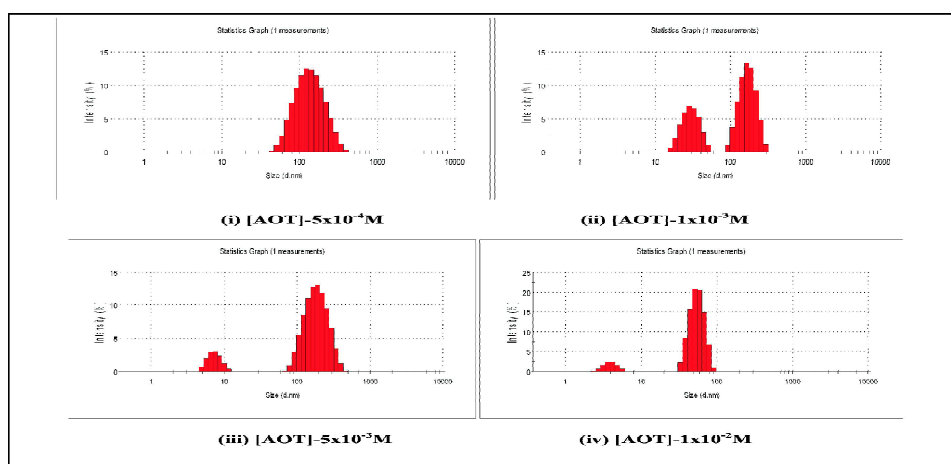 Statistics Graph (1 measurements)
Intensity (%)
15
10
5
0
1 10 100 1000 10000
Size (d.nm)
(i) [AOT]-5x10⁻⁴M
Statistics Graph (1 measurements)
Intensity (%)
15
10
5
0
1 10 100 1000 10000
Size (d.nm)
(ii) [AOT]-1x10⁻³M
Statistics Graph (1 measurements)
Intensity (%)
15
10
5
0
1 10 100 1000 10000
Size (d.nm)
(iii) [AOT]-5x10⁻³M
Statistics Graph (1 measurements)
Intensity (%)
25
20
15
10
5
0
1 10 100 1000 10000
Size (d.nm)
(iv) [AOT]-1x10⁻²M